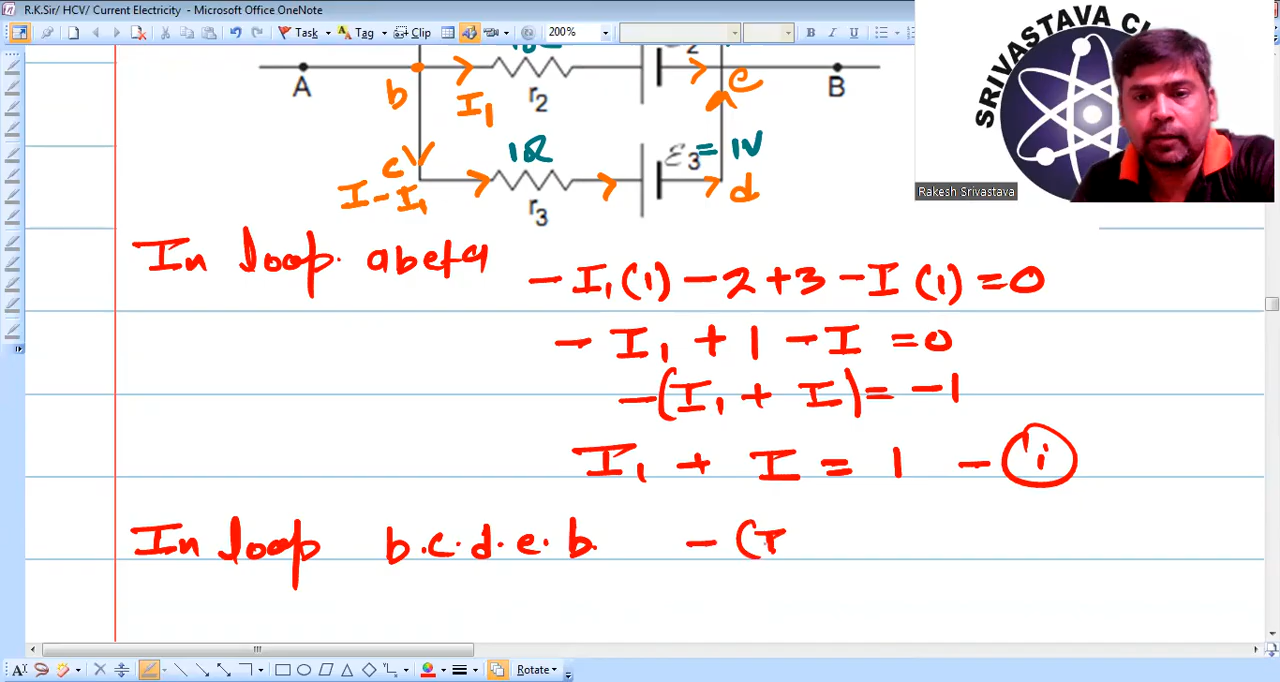 R.K.Sir/ HCV/ Current Electricity - Microsoft Office OneNote
Task Tag Clip 200% B I U
SRIVASTAVA CL
Rakesh Srivastava
A b I₁ r₂ e B
c 1Ω ℰ₃ = 1V
I - I₁ r₃ d
In loop. abefa - I₁(1) - 2 + 3 - I(1) = 0
- I₁ + 1 - I = 0
-(I₁ + I) = -1
I₁ + I = 1 - (i)
In loop b.c.d.e.b. - (I
Rotate